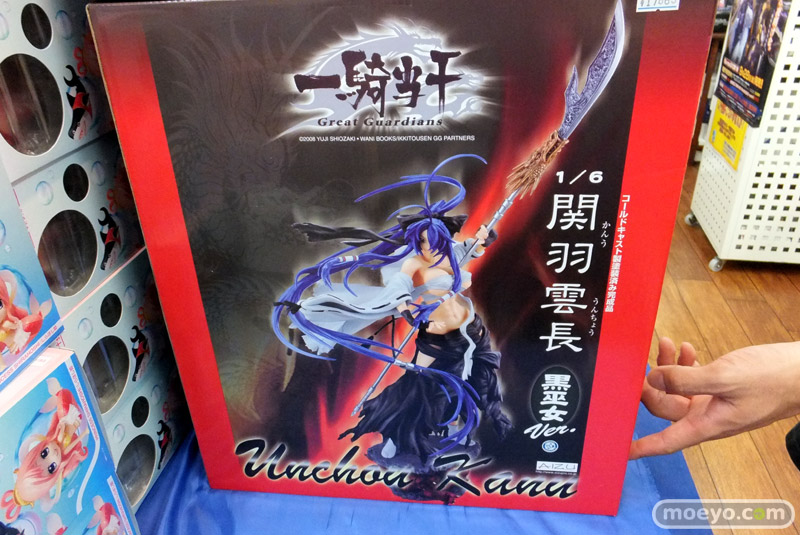 一騎当千
Great Guardians
©2008 YUJI SHIOZAKI・WANI BOOKS/IKKITOUSEN GG PARTNERS
1/6
関羽雲長
かんう
うんちょう
コールドキャスト製塗装済み完成品
黒巫女
Ver.
Unchou Kanu
AIZU
moeyo.com